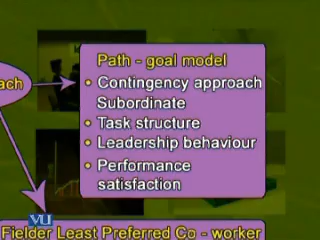 Path - goal model
ach
• Contingency approach
Subordinate
• Task structure
• Leadership behaviour
• Performance
satisfaction
VU
Fielder Least Preferred Co - worker